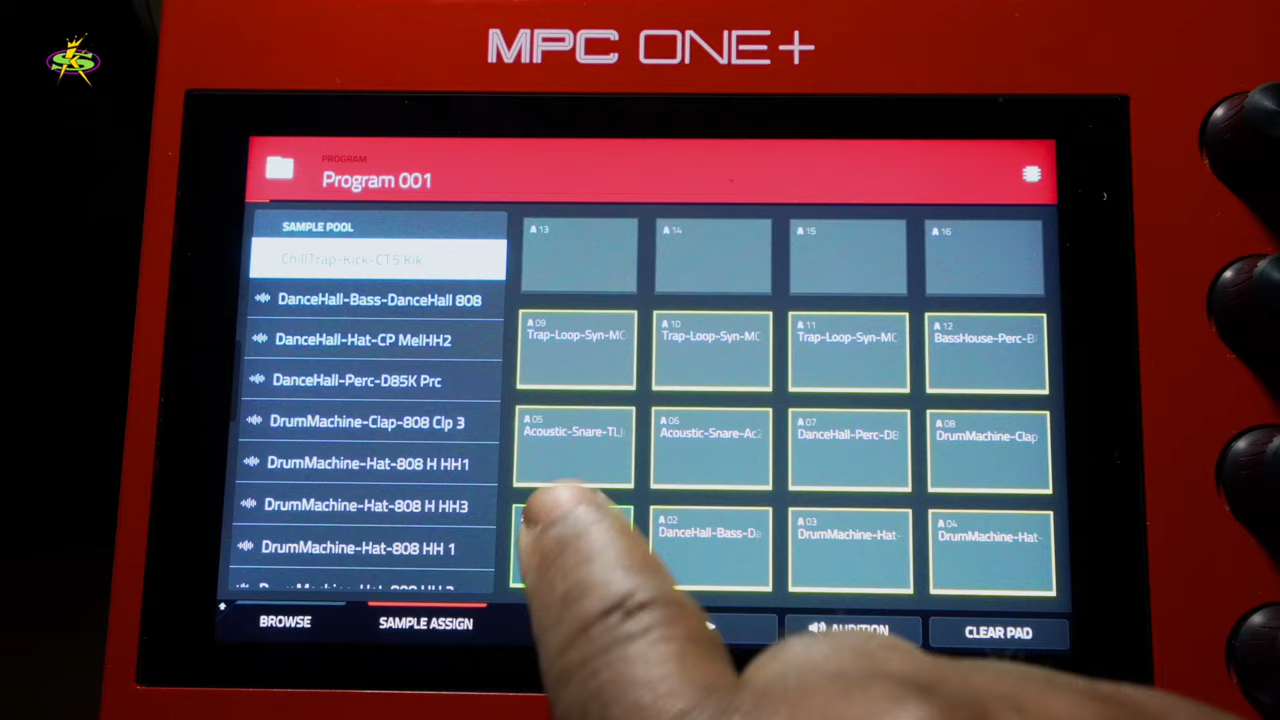 MPC ONE+
PROGRAM
Program 001
SAMPLE POOL
ChillTrap-Kick-CTS Kik
DanceHall-Bass-DanceHall 808
DanceHall-Hat-CP MelHH2
DanceHall-Perc-D85K Prc
DrumMachine-Clap-808 Clp 3
DrumMachine-Hat-808 H HH1
DrumMachine-Hat-808 H HH3
DrumMachine-Hat-808 HH 1
A 13
A 14
A 15
A 16
A 09
Trap-Loop-Syn-MC
A 10
Trap-Loop-Syn-MC
A 11
Trap-Loop-Syn-MC
A 12
BassHouse-Perc-B
A 05
Acoustic-Snare-TL
A 06
Acoustic-Snare-Ac2
A 07
DanceHall-Perc-D8
A 08
DrumMachine-Clap
A 02
DanceHall-Bass-Da
A 03
DrumMachine-Hat-
A 04
DrumMachine-Hat-
BROWSE
SAMPLE ASSIGN
AUDITION
CLEAR PAD